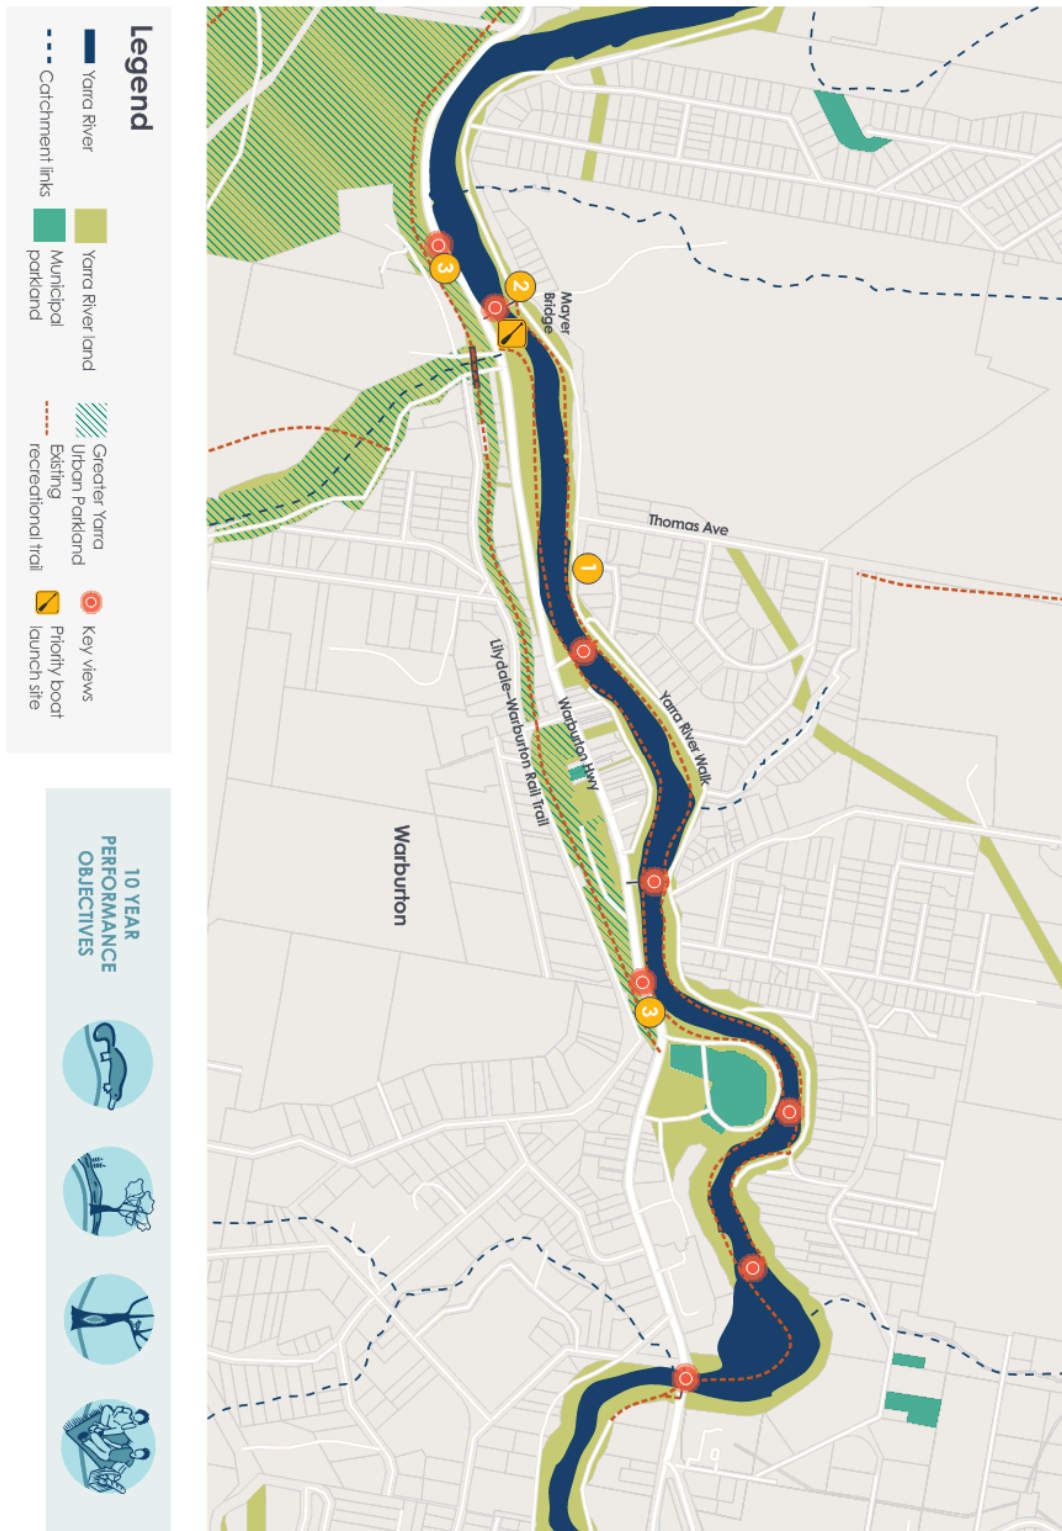 Mayer
Bridge
2
3
1
Thomas Ave
Yarra River Walk
Warburton Hwy
Lilydale–Warburton Rail Trail
3
Warburton
Legend
Yarra River
Catchment links
Yarra River land
Municipal
parkland
Greater Yarra
Urban Parkland
Existing
recreational trail
Key views
Priority boat
launch site
10 YEAR
PERFORMANCE
OBJECTIVES